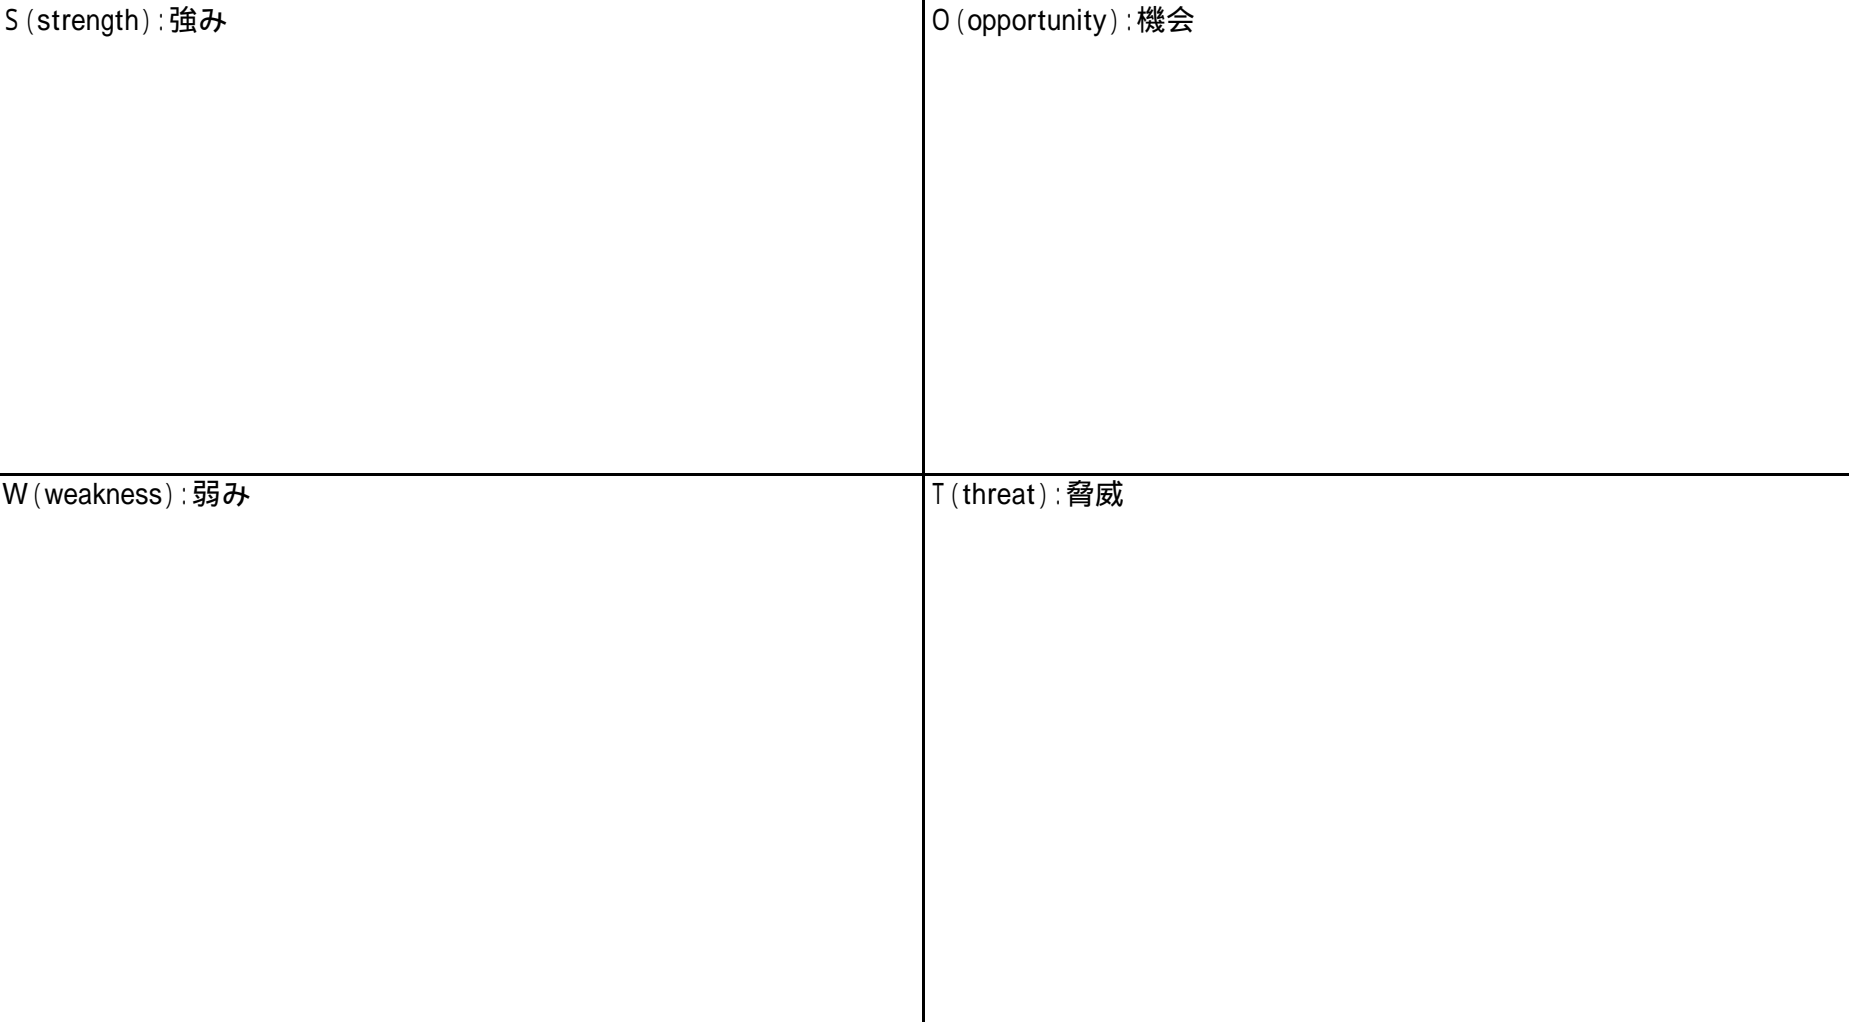 S(strength):強み
O(opportunity):機会
W(weakness):弱み
T(threat):脅威